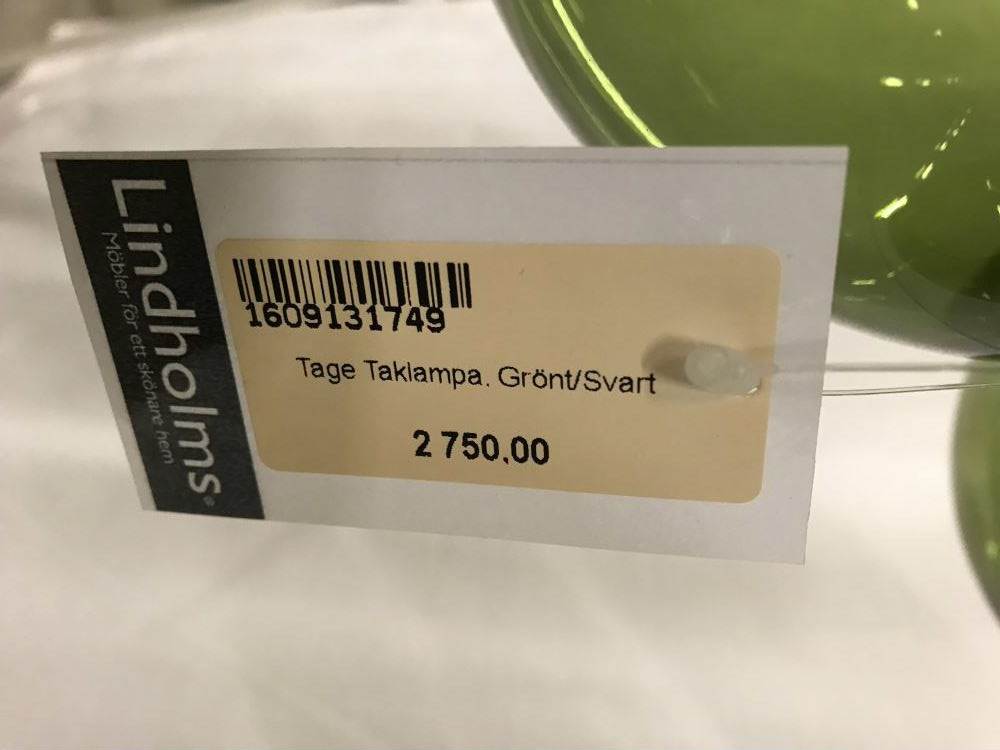 Lindholms®
Möbler för ett skönare hem
1609131749
Tage Taklampa. Grönt/Svart
2 750,00